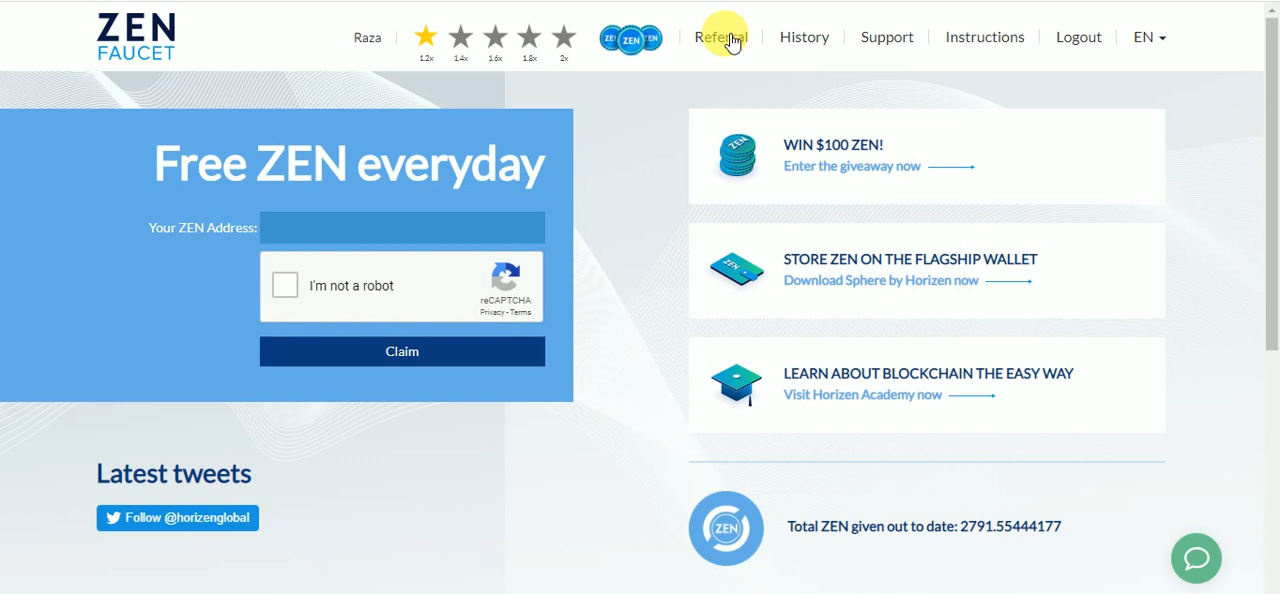 ZEN
FAUCET
Raza
1.2x 1.4x 1.6x 1.8x 2x
ZEN
Referral
History
Support
Instructions
Logout
EN
Free ZEN everyday
Your ZEN Address:
I'm not a robot
reCAPTCHA
Privacy - Terms
Claim
WIN $100 ZEN!
Enter the giveaway now
ZEN
STORE ZEN ON THE FLAGSHIP WALLET
Download Sphere by Horizen now
ZEN
LEARN ABOUT BLOCKCHAIN THE EASY WAY
Visit Horizen Academy now
Latest tweets
Follow @horizenglobal
ZEN
Total ZEN given out to date: 2791.55444177